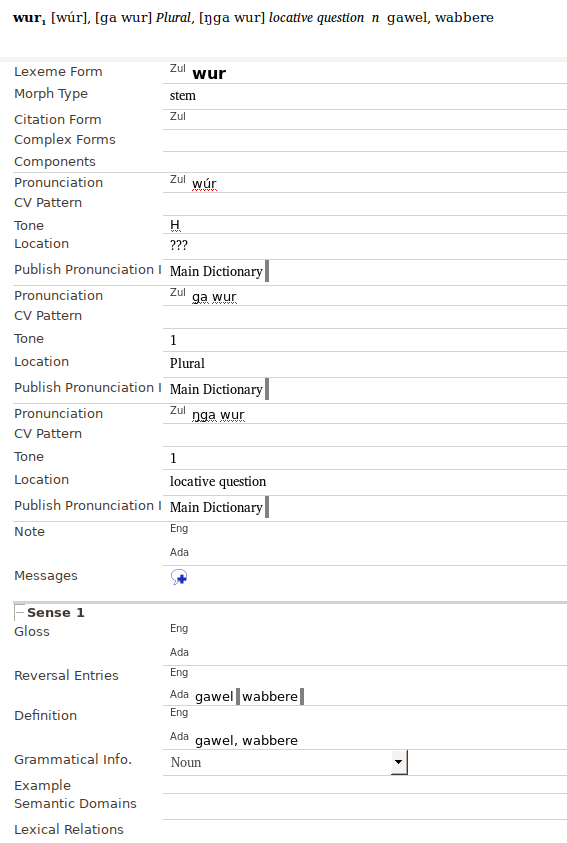 wur₁ [wúr], [ga wur] Plural, [ŋga wur] locative question n gawel, wabbere
Lexeme Form Zul wur
Morph Type stem
Citation Form Zul
Complex Forms
Components
Pronunciation Zul wúr
CV Pattern
Tone H
Location ???
Publish Pronunciation I Main Dictionary
Pronunciation Zul ga wur
CV Pattern
Tone 1
Location Plural
Publish Pronunciation I Main Dictionary
Pronunciation Zul ŋga wur
CV Pattern
Tone 1
Location locative question
Publish Pronunciation I Main Dictionary
Note Eng
Ada
Messages
Sense 1
Gloss Eng
Ada
Reversal Entries Eng
Ada gawel wabbere
Definition Eng
Ada gawel, wabbere
Grammatical Info. Noun
Example
Semantic Domains
Lexical Relations